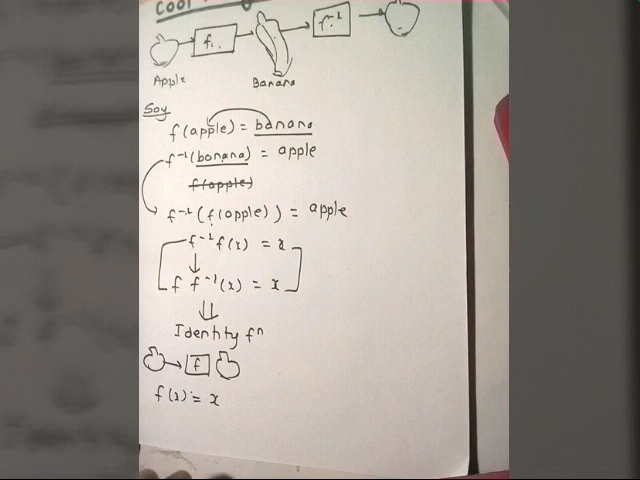 COOL
f. f⁻¹
Apple Banana
Say
f(apple) = banana
f⁻¹(banana) = apple
f(apple)
f⁻¹(f(apple)) = apple
f⁻¹f(x) = x
f f⁻¹(x) = x
Identity fⁿ
f
f(x) = x